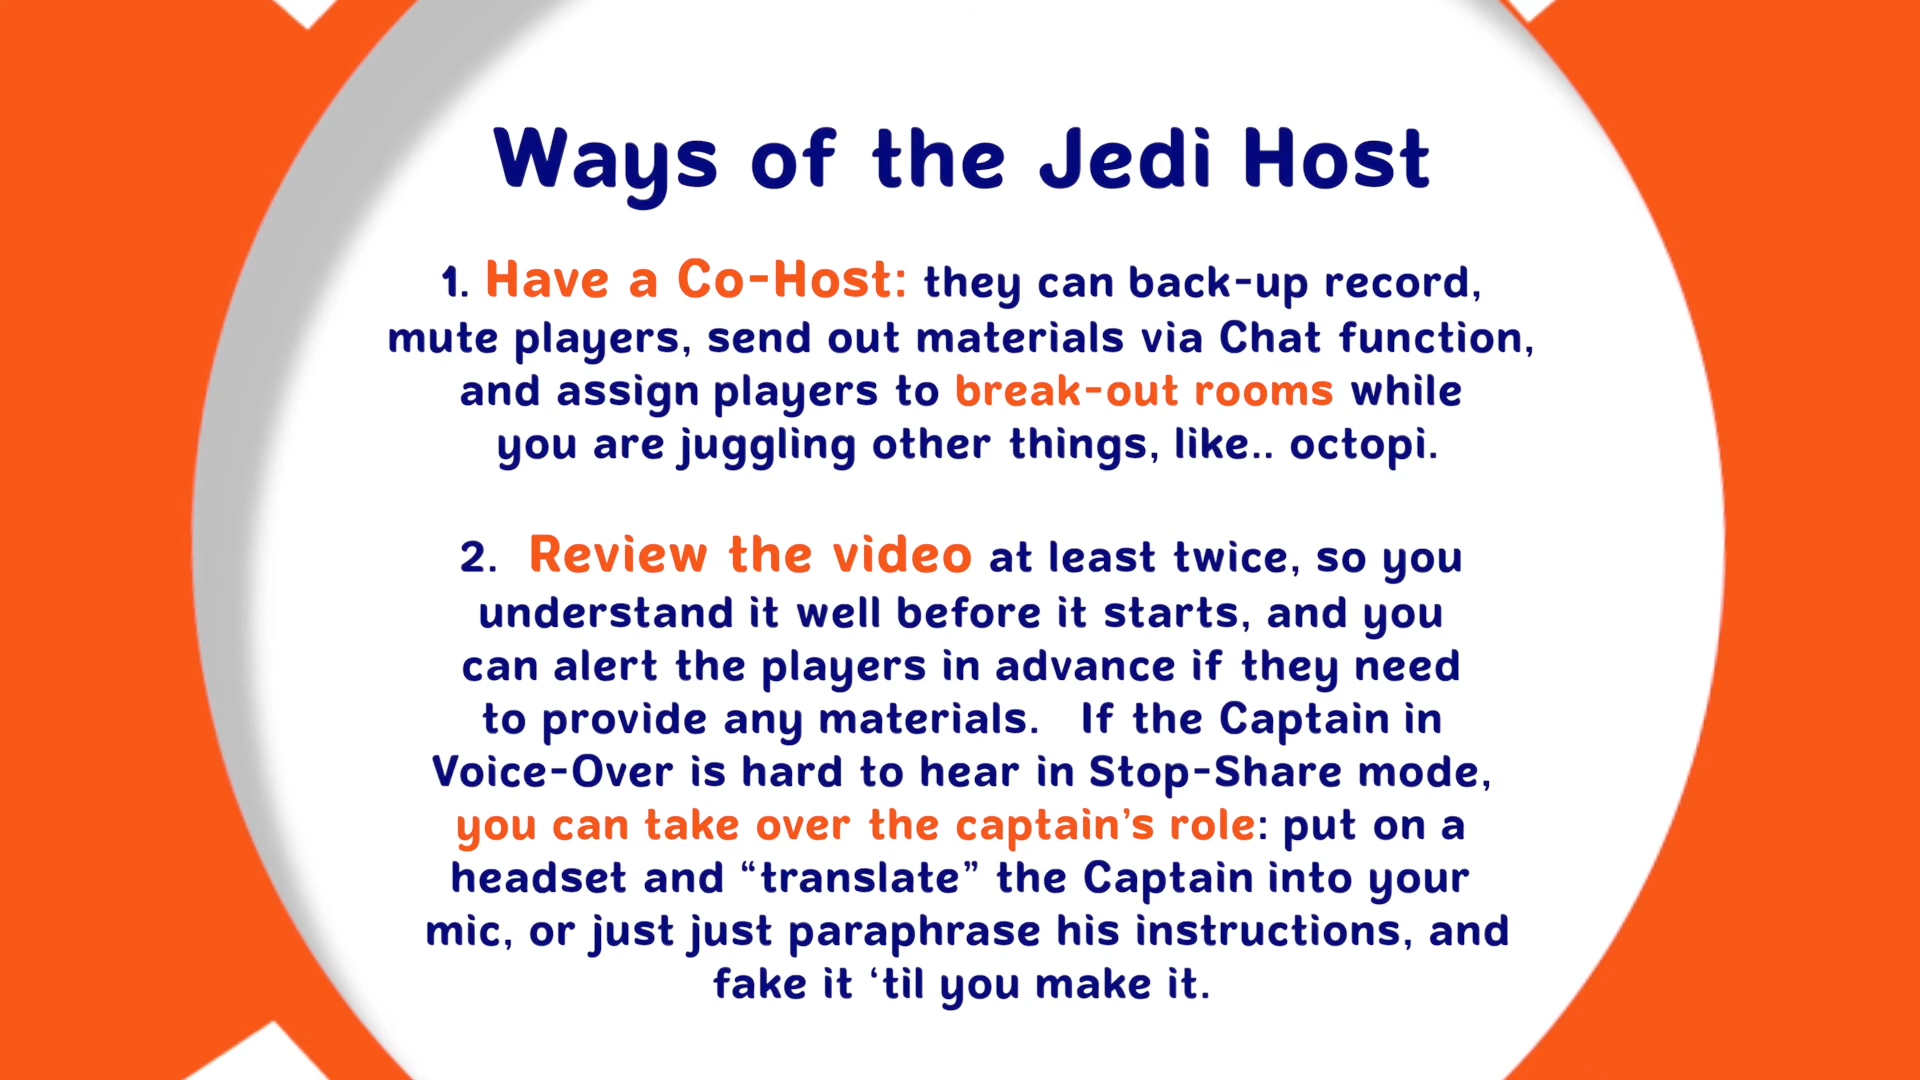 Ways of the Jedi Host
1. Have a Co-Host: they can back-up record,
mute players, send out materials via Chat function,
and assign players to break-out rooms while
you are juggling other things, like.. octopi.
2. Review the video at least twice, so you
understand it well before it starts, and you
can alert the players in advance if they need
to provide any materials. If the Captain in
Voice-Over is hard to hear in Stop-Share mode,
you can take over the captain’s role: put on a
headset and “translate” the Captain into your
mic, or just just paraphrase his instructions, and
fake it ‘til you make it.